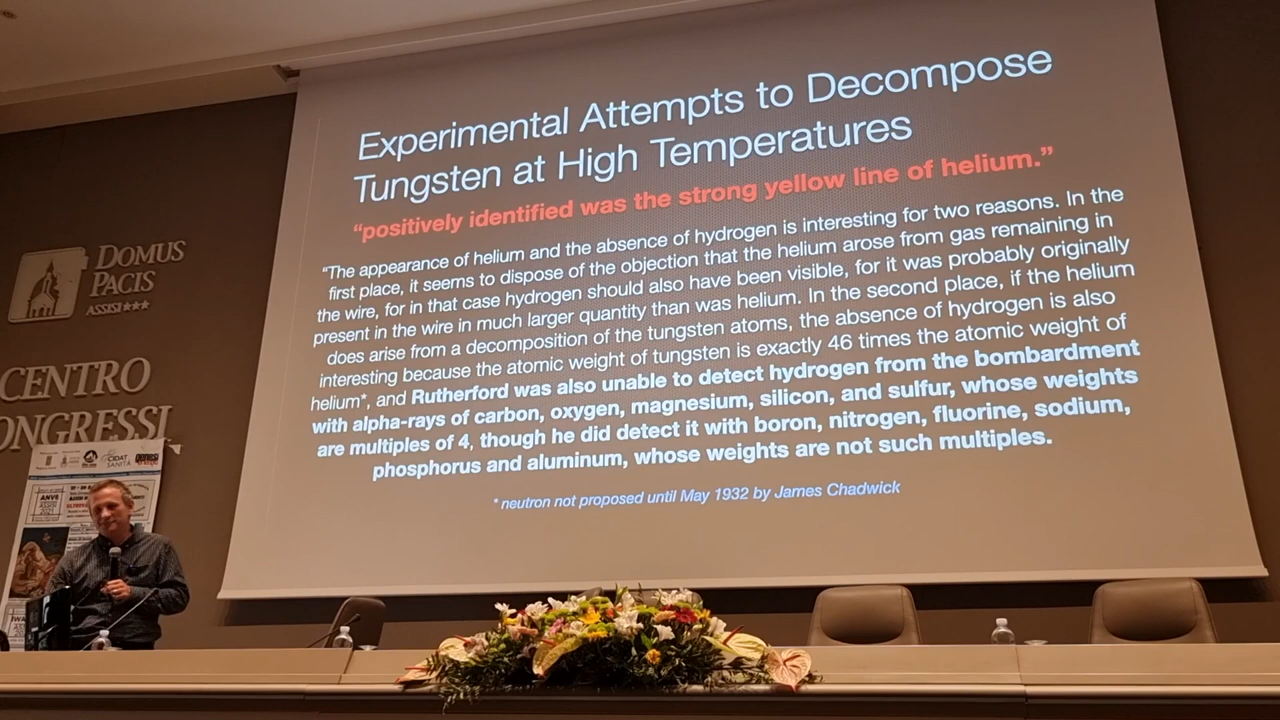 Experimental Attempts to Decompose
Tungsten at High Temperatures
“positively identified was the strong yellow line of helium.”
“The appearance of helium and the absence of hydrogen is interesting for two reasons. In the
first place, it seems to dispose of the objection that the helium arose from gas remaining in
the wire, for in that case hydrogen should also have been visible, for it was probably originally
present in the wire in much larger quantity than was helium. In the second place, if the helium
does arise from a decomposition of the tungsten atoms, the absence of hydrogen is also
interesting because the atomic weight of tungsten is exactly 46 times the atomic weight of
helium*, and Rutherford was also unable to detect hydrogen from the bombardment
with alpha-rays of carbon, oxygen, magnesium, silicon, and sulfur, whose weights
are multiples of 4, though he did detect it with boron, nitrogen, fluorine, sodium,
phosphorus and aluminum, whose weights are not such multiples.
* neutron not proposed until May 1932 by James Chadwick
DOMUS
PACIS
ASSISI★★★
CENTRO
ONGRESSI
CIDAT
SANITÀ
ANVS
ASSISI
2021